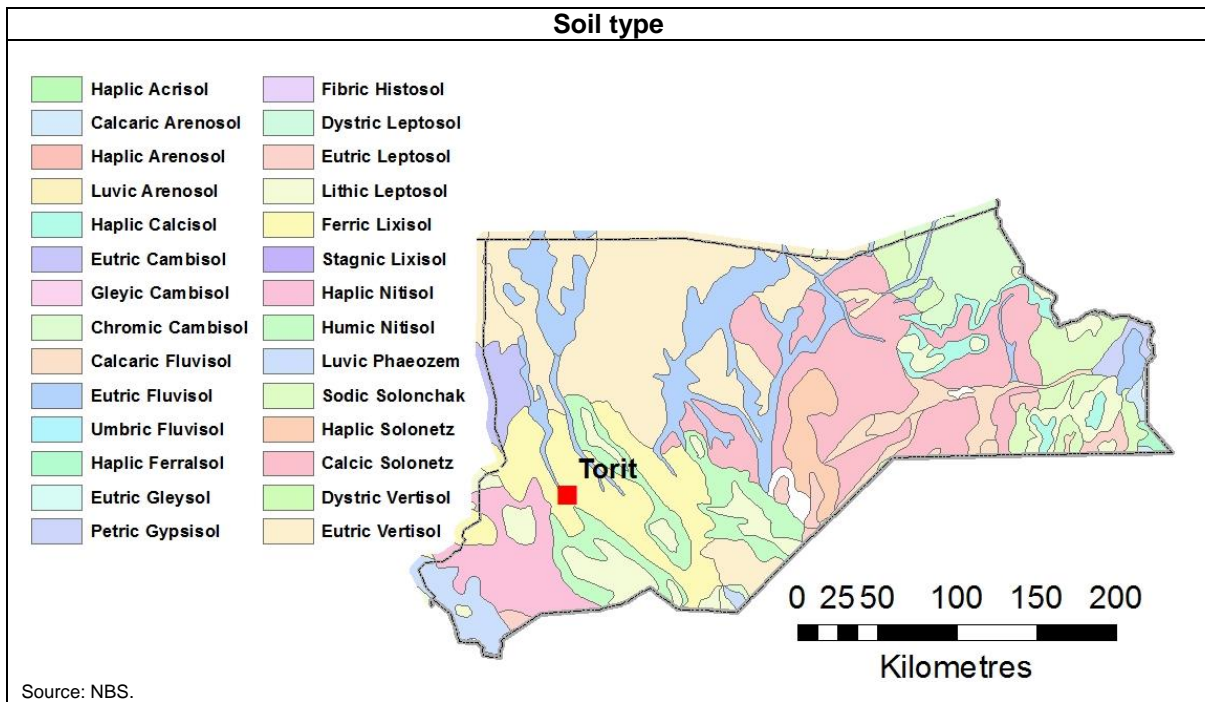 Soil type
Haplic Acrisol
Calcaric Arenosol
Haplic Arenosol
Luvic Arenosol
Haplic Calcisol
Eutric Cambisol
Gleyic Cambisol
Chromic Cambisol
Calcaric Fluvisol
Eutric Fluvisol
Umbric Fluvisol
Haplic Ferralsol
Eutric Gleysol
Petric Gypsisol
Fibric Histosol
Dystric Leptosol
Eutric Leptosol
Lithic Leptosol
Ferric Lixisol
Stagnic Lixisol
Haplic Nitisol
Humic Nitisol
Luvic Phaeozem
Sodic Solonchak
Haplic Solonetz
Calcic Solonetz
Dystric Vertisol
Eutric Vertisol
Torit
0 25 50 100 150 200
Kilometres
Source: NBS.